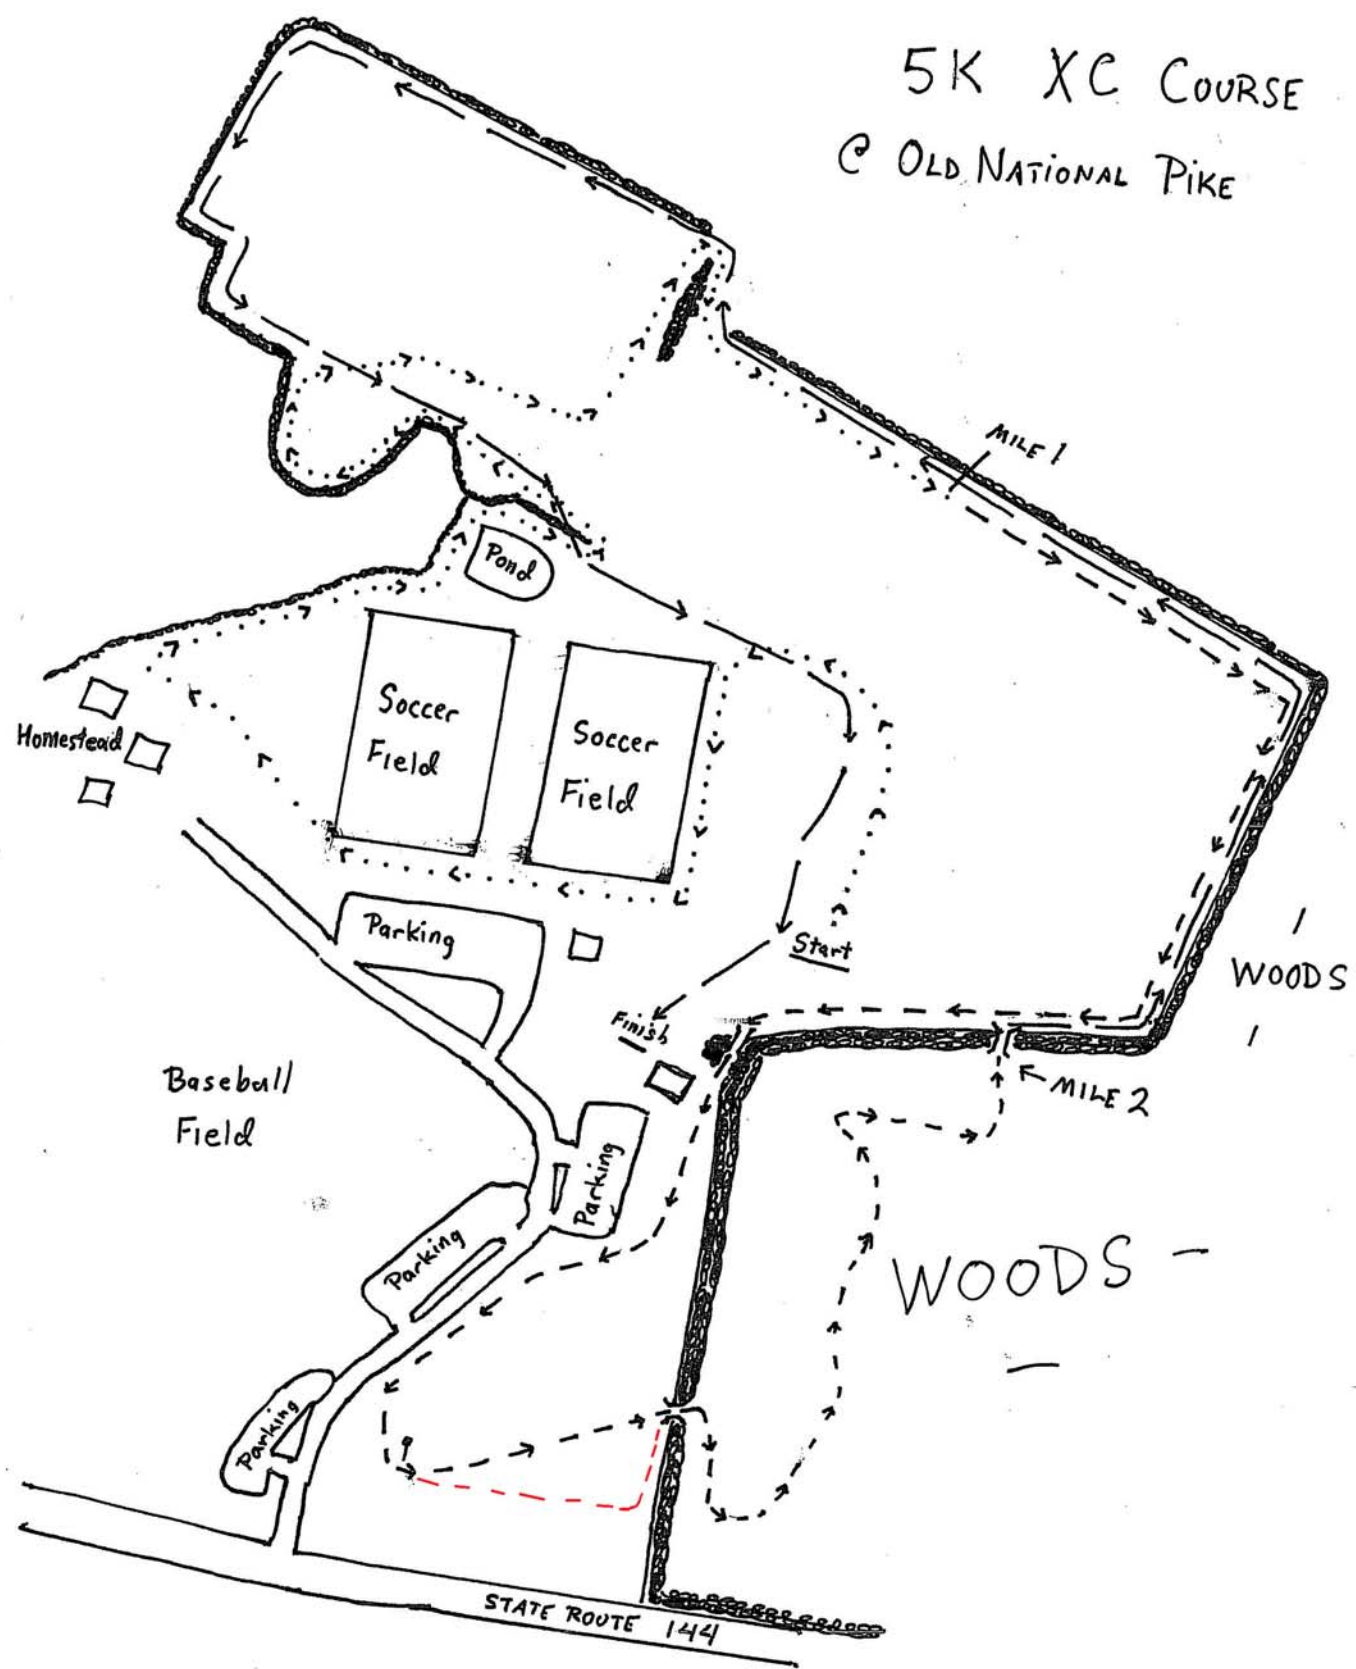 5K XC COURSE
@ OLD NATIONAL PIKE
MILE 1
Pond
Soccer
Field
Soccer
Field
Homestead
Parking
Start
WOODS
Finish
MILE 2
Baseball
Field
Parking
Parking
WOODS
Parking
STATE ROUTE 144